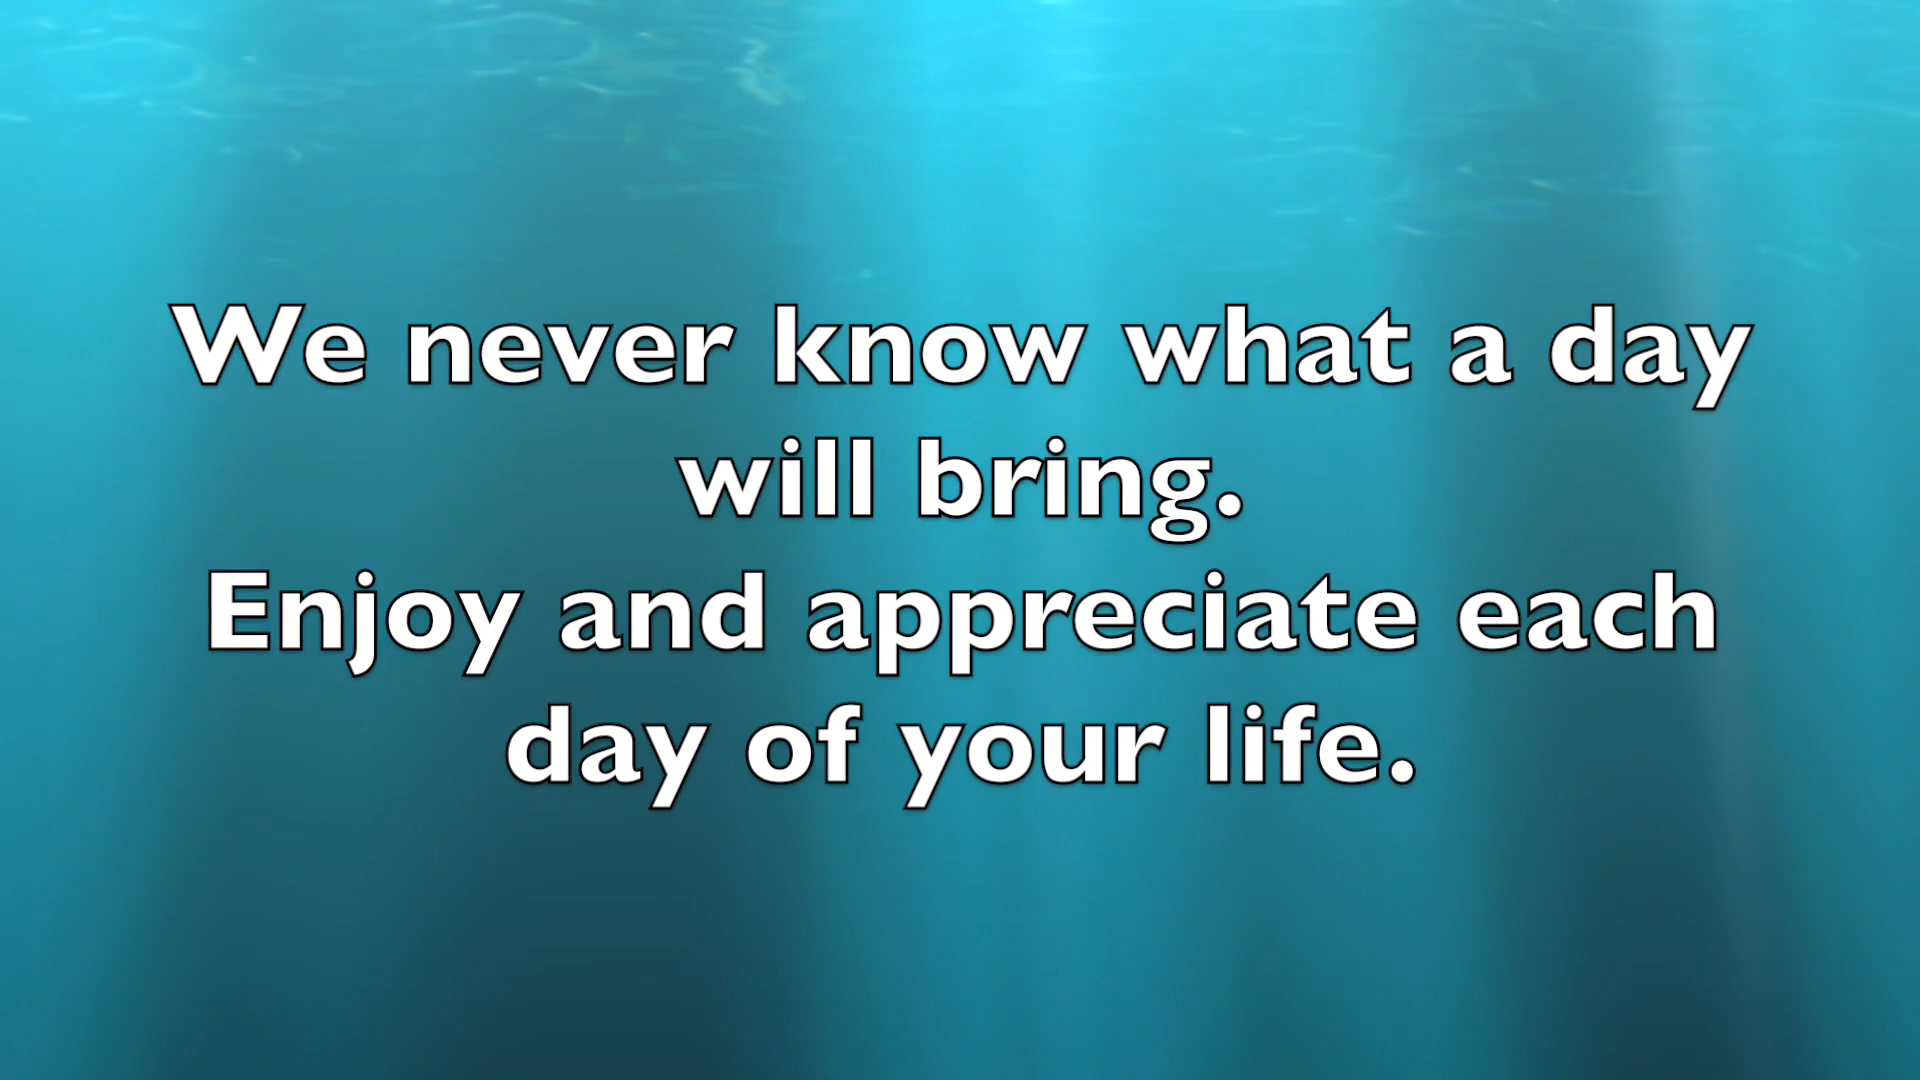 We never know what a day
will bring.
Enjoy and appreciate each
day of your life.